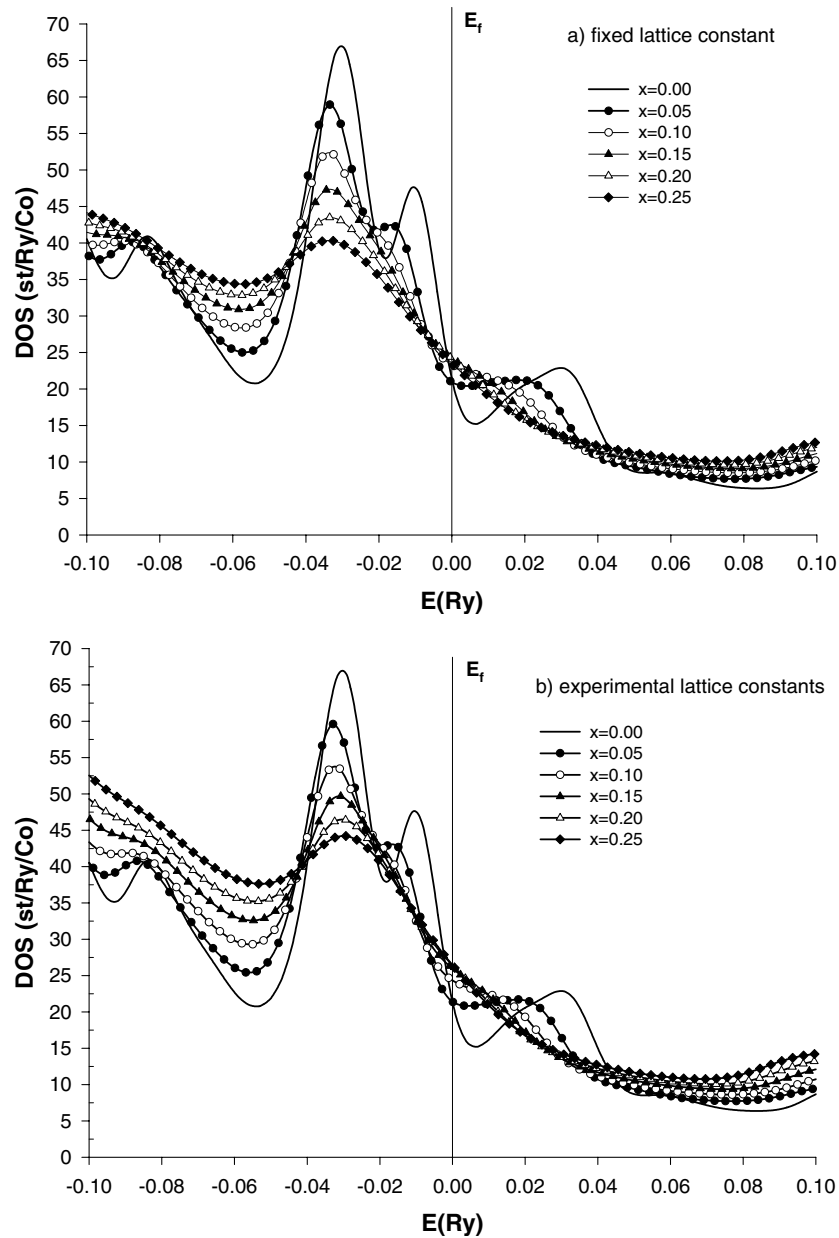 70
65
60
55
50
45
40
35
30
25
20
15
10
5
0
DOS (st/Ry/Co)
E_f
a) fixed lattice constant
x=0.00
x=0.05
x=0.10
x=0.15
x=0.20
x=0.25
-0.10 -0.08 -0.06 -0.04 -0.02 0.00 0.02 0.04 0.06 0.08 0.10
E(Ry)
70
65
60
55
50
45
40
35
30
25
20
15
10
5
0
DOS (st/Ry/Co)
E_f
b) experimental lattice constants
x=0.00
x=0.05
x=0.10
x=0.15
x=0.20
x=0.25
-0.10 -0.08 -0.06 -0.04 -0.02 0.00 0.02 0.04 0.06 0.08 0.10
E(Ry)